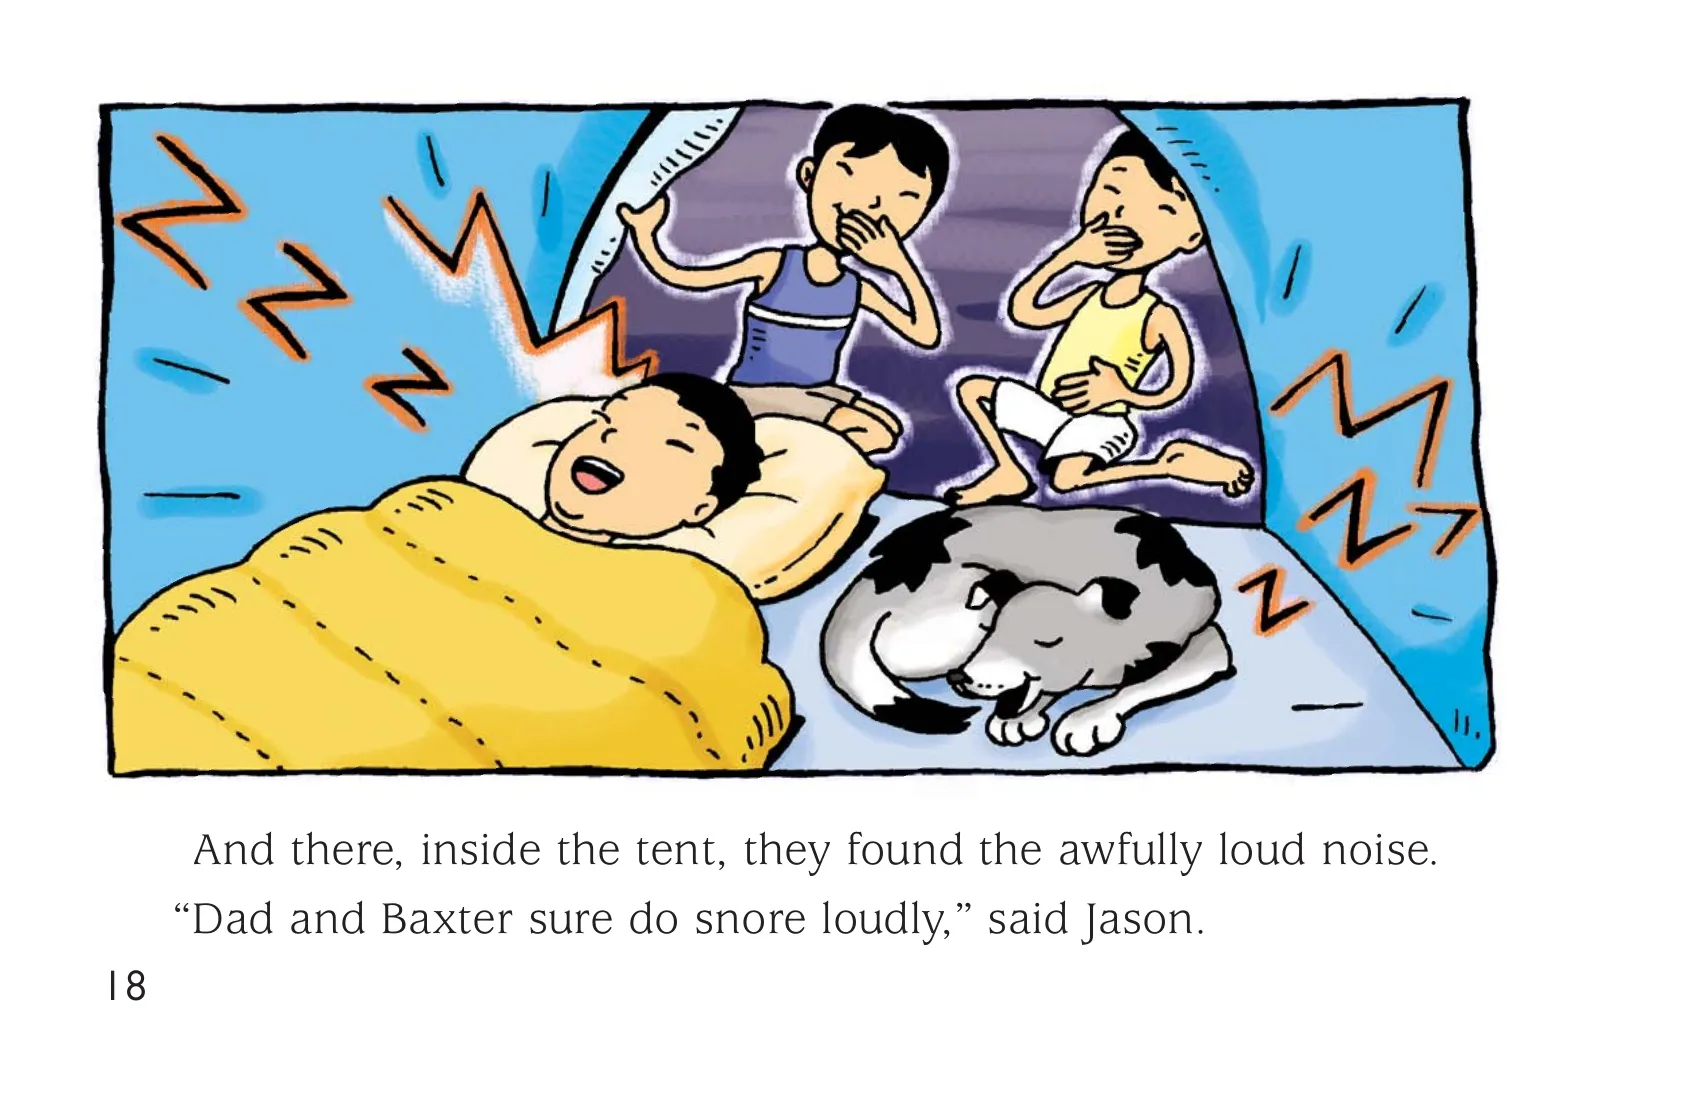 Z
Z
Z
Z
Z
And there, inside the tent, they found the awfully loud noise.
“Dad and Baxter sure do snore loudly,” said Jason.
18